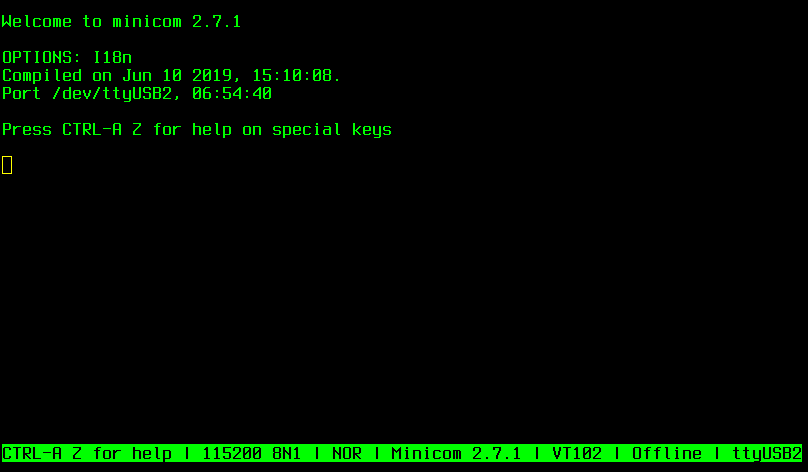 Welcome to minicom 2.7.1
OPTIONS: I18n
Compiled on Jun 10 2019, 15:10:08.
Port /dev/ttyUSB2, 06:54:40
Press CTRL-A Z for help on special keys
CTRL-A Z for help | 115200 8N1 | NOR | Minicom 2.7.1 | VT102 | Offline | ttyUSB2